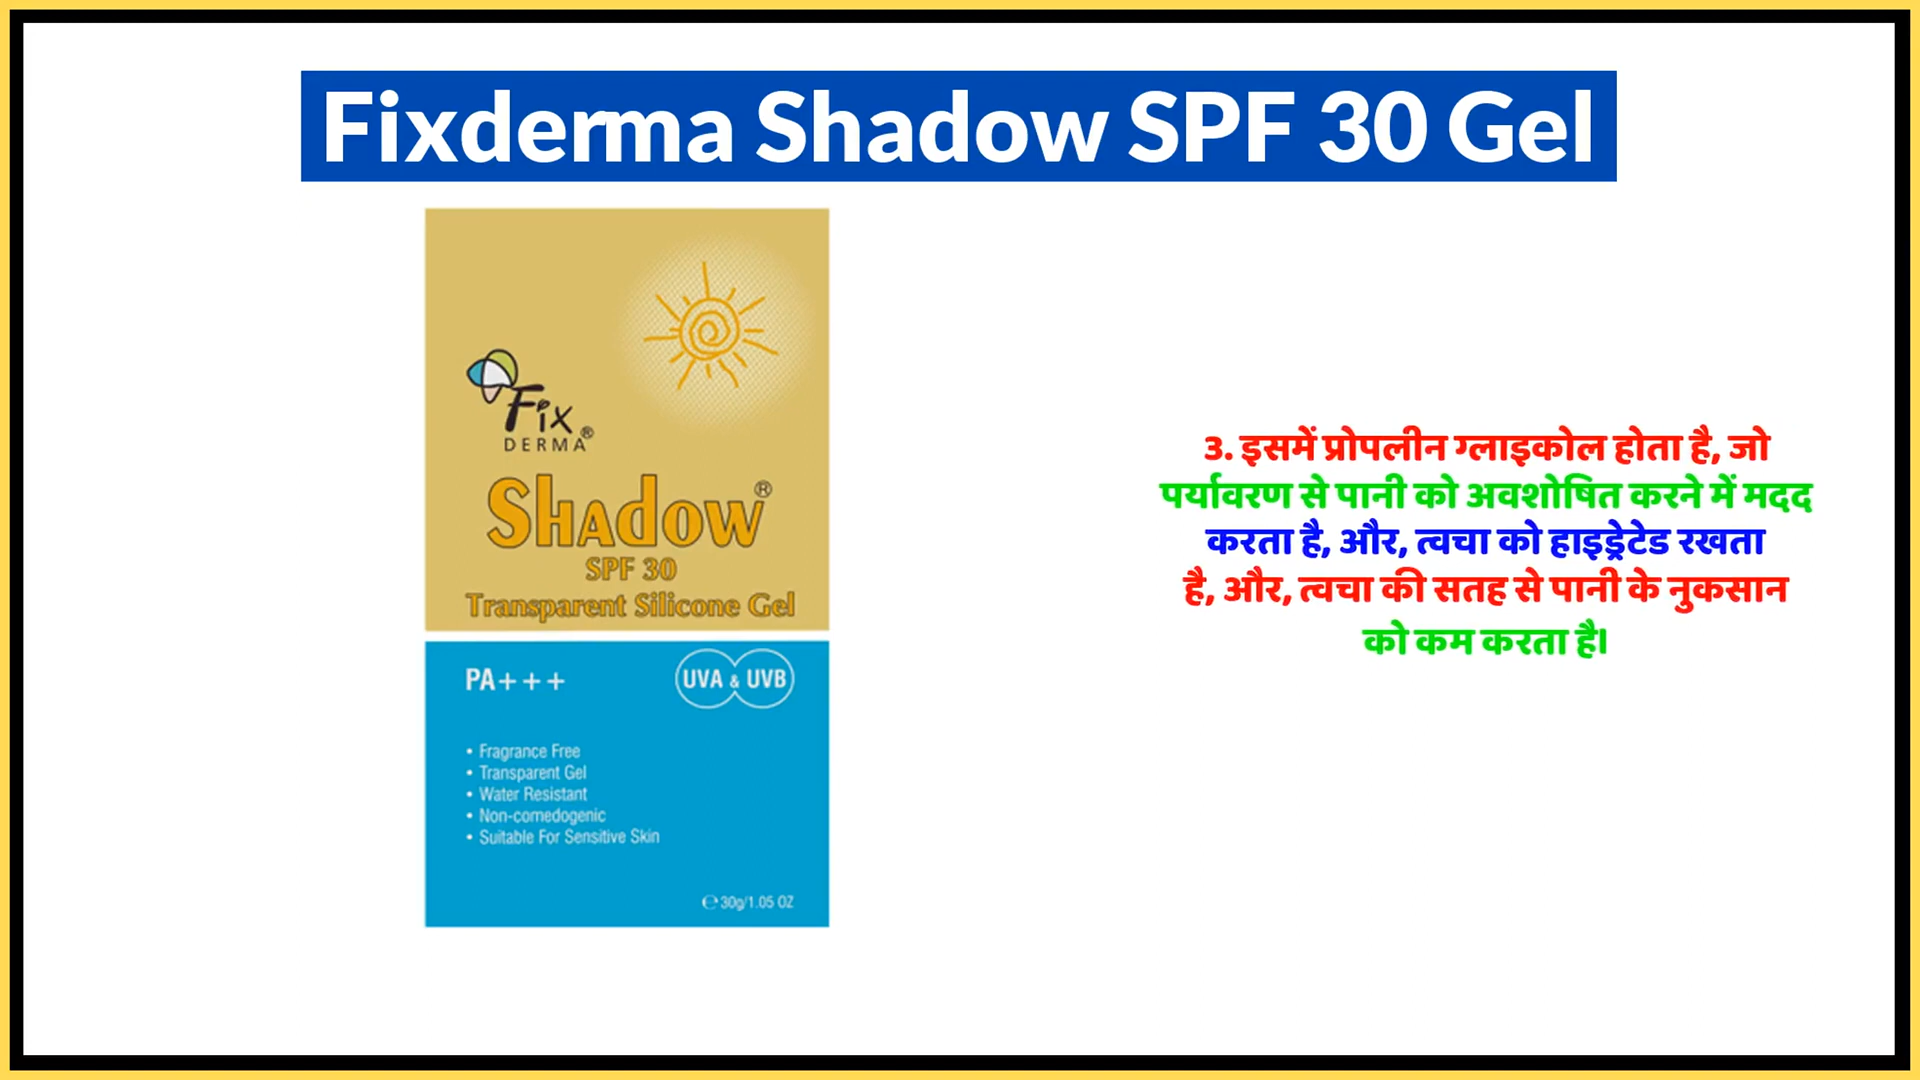 Fixderma Shadow SPF 30 Gel
Fix
DERMA®
SHAdow®
SPF 30
Transparent Silicone Gel
PA+++
UVA & UVB
• Fragrance Free
• Transparent Gel
• Water Resistant
• Non-comedogenic
• Suitable For Sensitive Skin
℮ 30g/1.05 OZ
3. इसमें प्रोपलीन ग्लाइकोल होता है, जो
पर्यावरण से पानी को अवशोषित करने में मदद
करता है, और, त्वचा को हाइड्रेटेड रखता
है, और, त्वचा की सतह से पानी के नुकसान
को कम करता है।